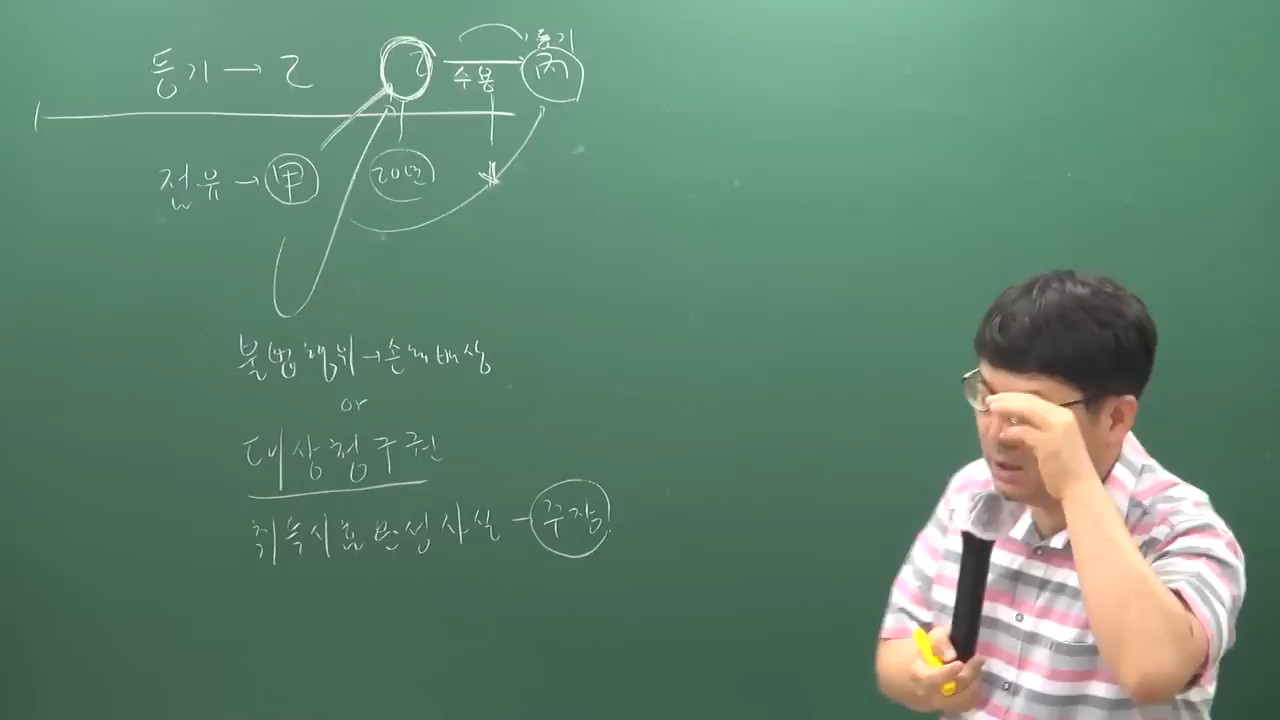 등기 → 乙
乙 수용 등기 丙
점유 → 甲 20년
불법행위 → 손해배상
or
대상청구권
취득시효완성사실 - 주장